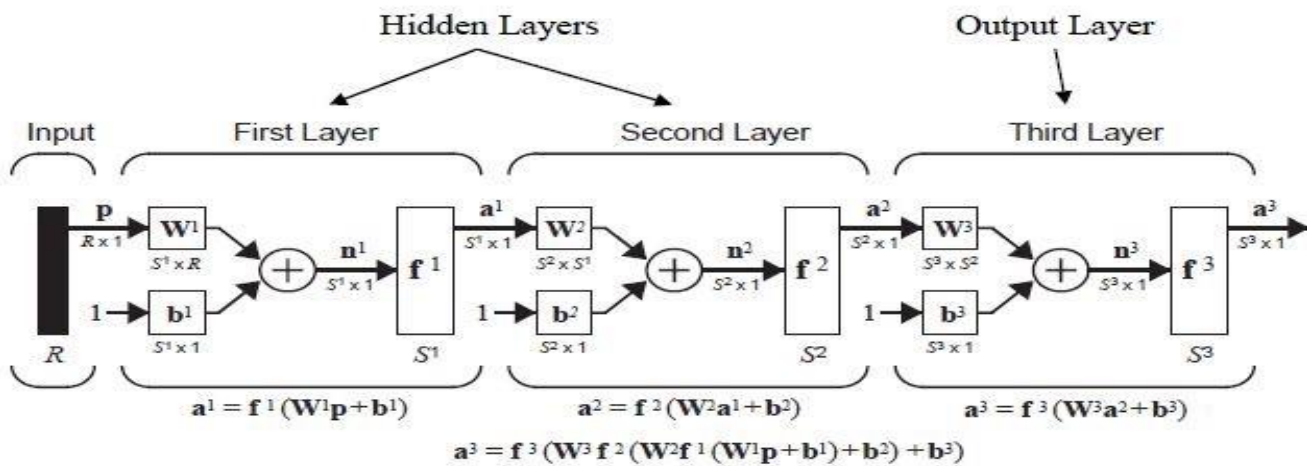 Hidden Layers Output Layer
Input First Layer Second Layer Third Layer
p W¹ n¹ f ¹ a¹ W² n² f ² a² W³ n³ f ³ a³
R x 1 S¹ x R S¹ x 1 S¹ x 1 S² x S¹ S² x 1 S² x 1 S³ x S² S³ x 1 S³ x 1
1 b¹ 1 b² 1 b³
R S¹ x 1 S¹ S² x 1 S² S³ x 1 S³
a¹ = f ¹ (W¹p + b¹) a² = f ² (W²a¹ + b²) a³ = f ³ (W³a² + b³)
a³ = f ³ (W³ f ² (W²f ¹ (W¹p + b¹) + b²) + b³)